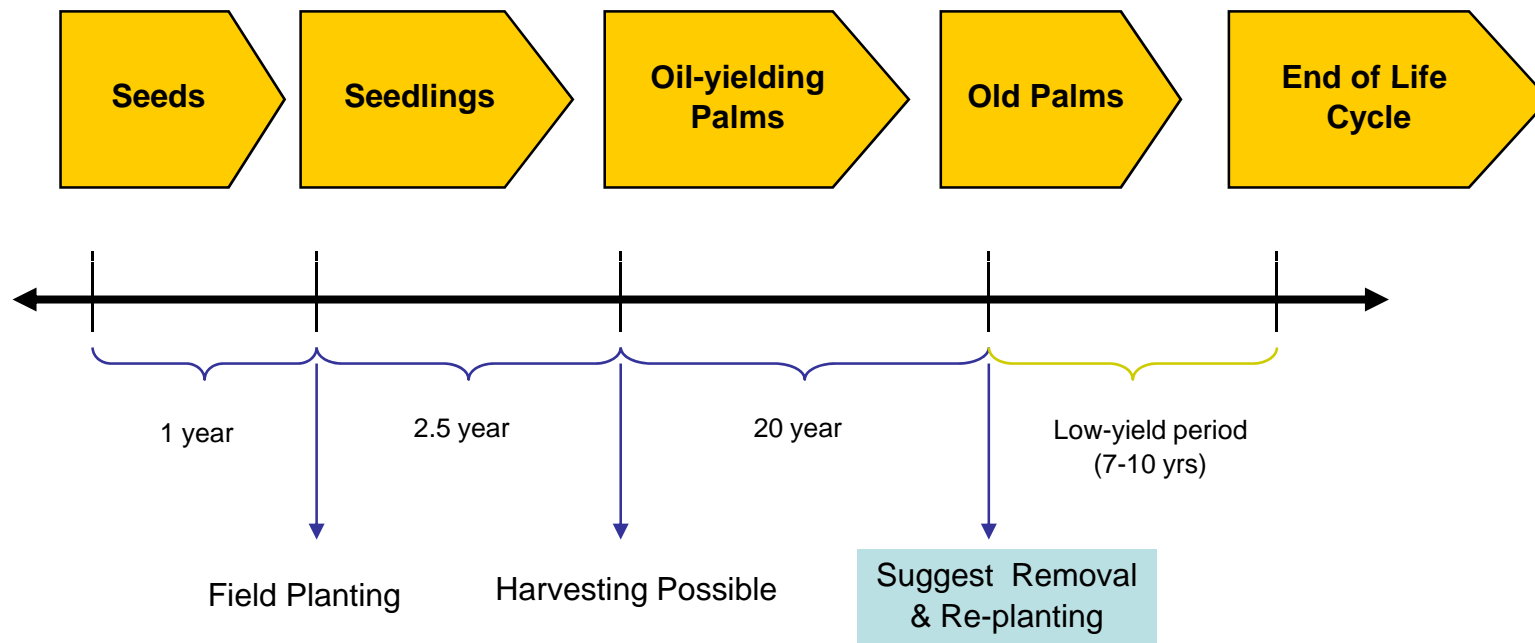 Seeds
Seedlings
Oil-yielding
Palms
Old Palms
End of Life
Cycle
1 year
2.5 year
20 year
Low-yield period
(7-10 yrs)
Field Planting
Harvesting Possible
Suggest Removal
& Re-planting